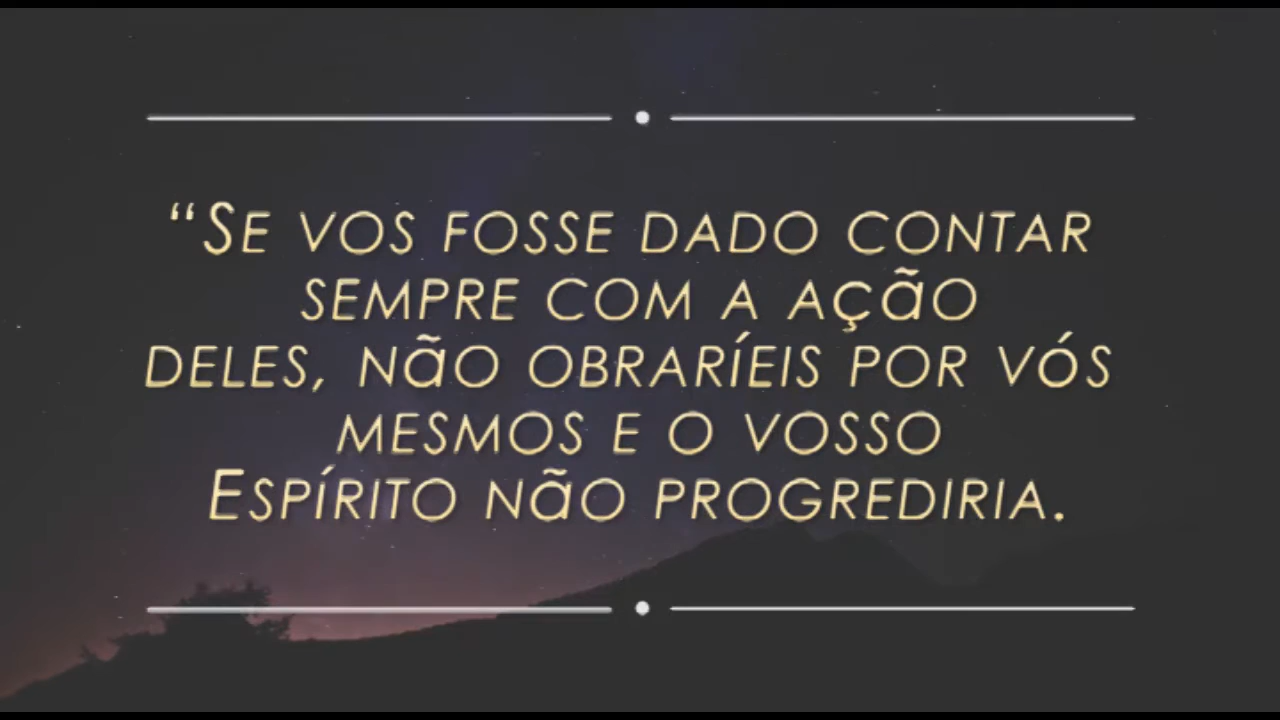 “Se vos fosse dado contar
sempre com a ação
deles, não obraríeis por vós
mesmos e o vosso
Espírito não progrediria.